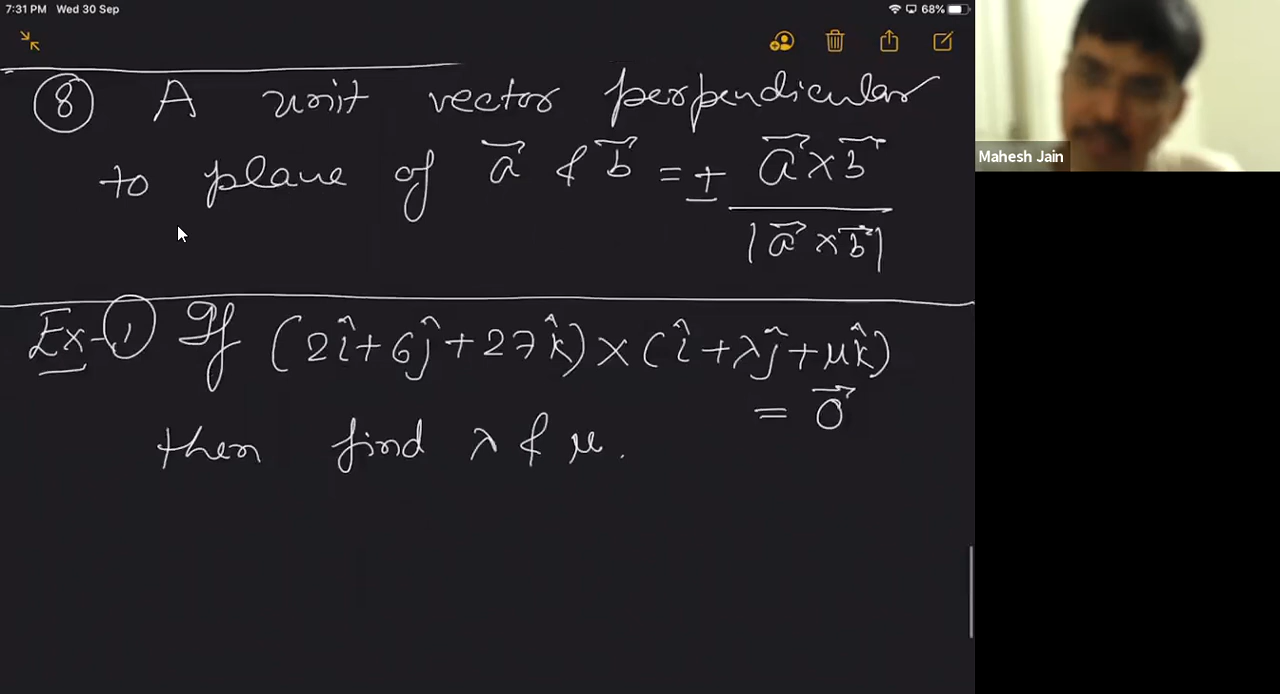 7:31 PM Wed 30 Sep
68%
⑧ A unit vector perpendicular
to plane of a⃗ & b⃗ = ± (a⃗ × b⃗) / |a⃗ × b⃗|
Mahesh Jain
Ex-① If (2î + 6ĵ + 27k̂) × (î + λĵ + μk̂)
= 0⃗
then find λ & μ.